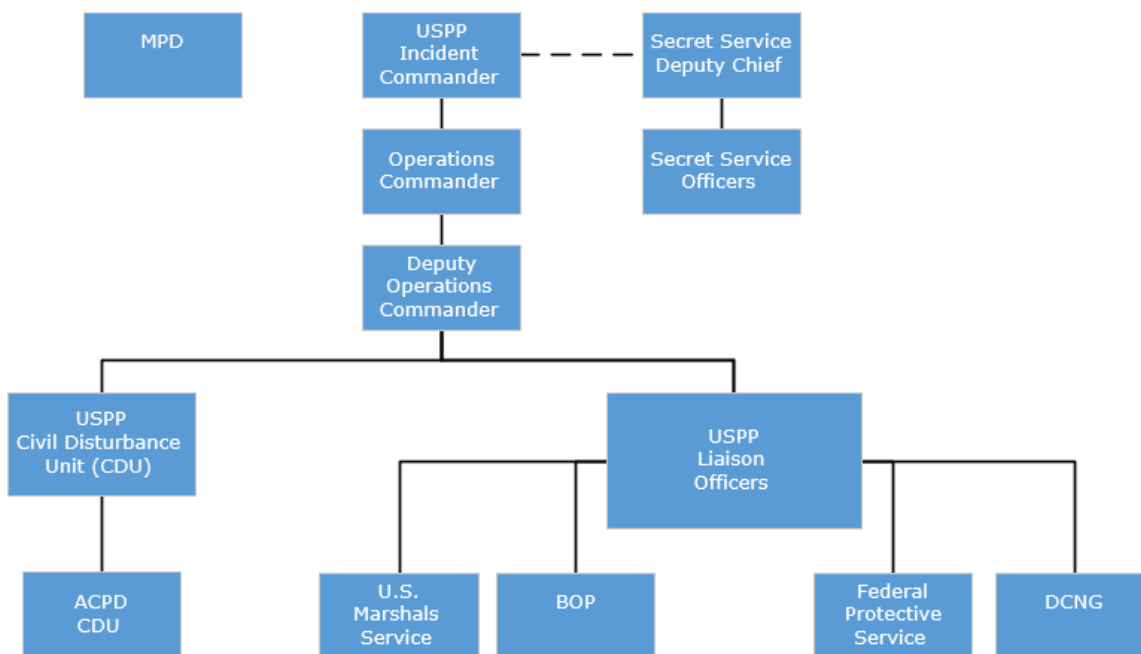 MPD
USPP
Incident
Commander
Secret Service
Deputy Chief
Operations
Commander
Secret Service
Officers
Deputy
Operations
Commander
USPP
Civil Disturbance
Unit (CDU)
USPP
Liaison
Officers
ACPD
CDU
U.S.
Marshals
Service
BOP
Federal
Protective
Service
DCNG